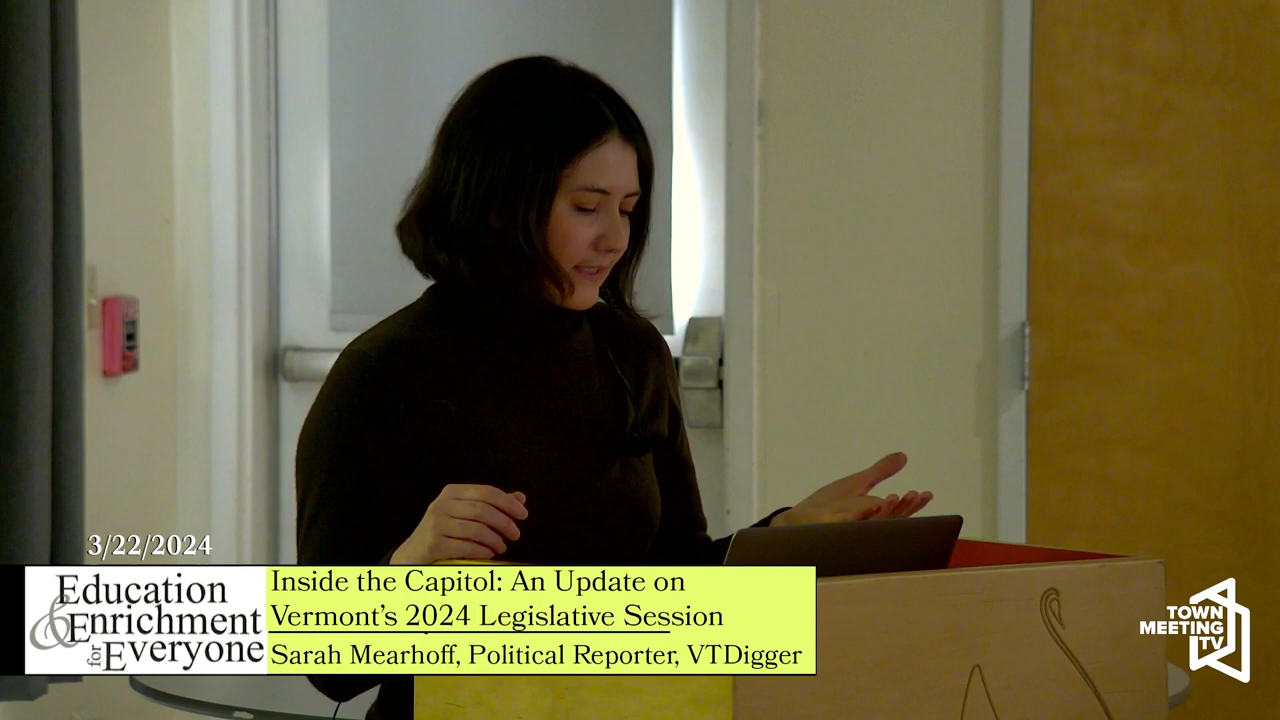 3/22/2024
Education
& Enrichment
for Everyone
Inside the Capitol: An Update on
Vermont's 2024 Legislative Session
Sarah Mearhoff, Political Reporter, VTDigger
TOWN
MEETING
TV